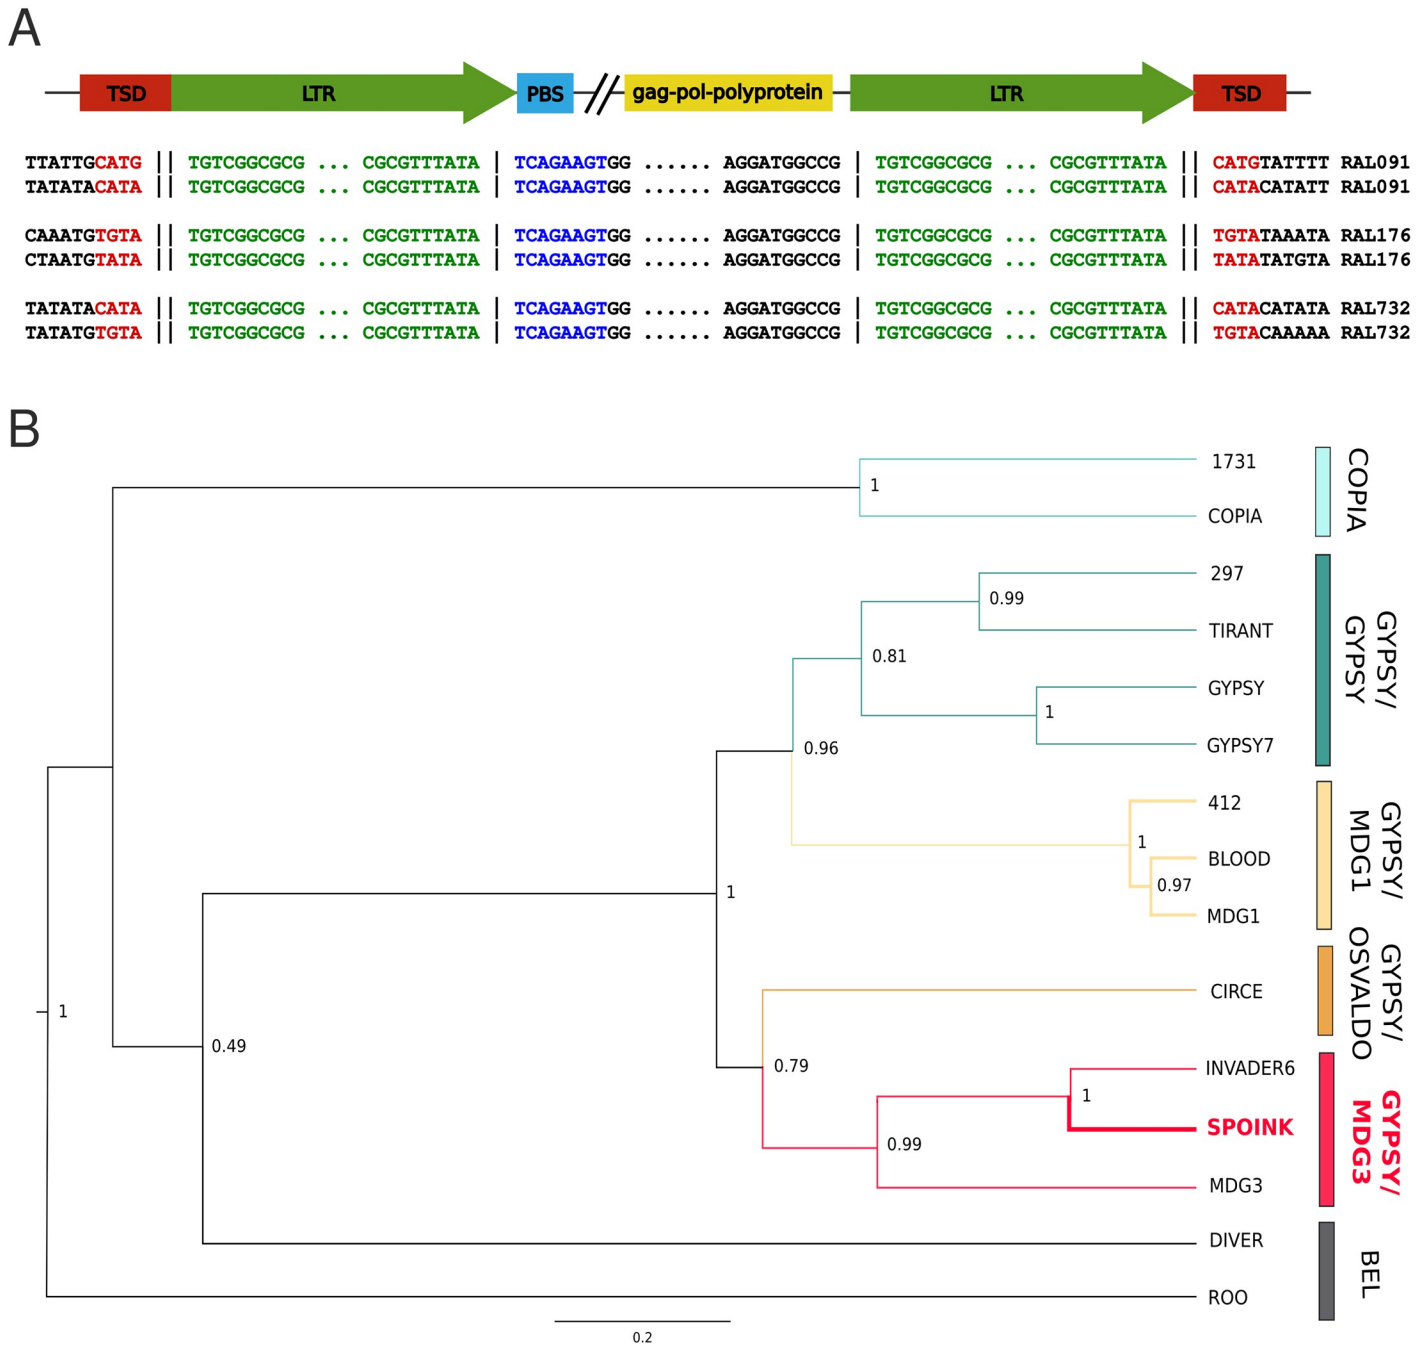 A
TSD LTR PBS gag-pol-polyprotein LTR TSD
TTATTGCATG || TGTCGGCGCG ... CGCGTTTATA | TCAGAAGTGG ...... AGGATGGCCG | TGTCGGCGCG ... CGCGTTTATA || CATGTATTTT RAL091
TATATACATA || TGTCGGCGCG ... CGCGTTTATA | TCAGAAGTGG ...... AGGATGGCCG | TGTCGGCGCG ... CGCGTTTATA || CATACATATT RAL091
CAAATGTGTA || TGTCGGCGCG ... CGCGTTTATA | TCAGAAGTGG ...... AGGATGGCCG | TGTCGGCGCG ... CGCGTTTATA || TGTATAAATA RAL176
CTAATGTATA || TGTCGGCGCG ... CGCGTTTATA | TCAGAAGTGG ...... AGGATGGCCG | TGTCGGCGCG ... CGCGTTTATA || TATATATGTA RAL176
TATATACATA || TGTCGGCGCG ... CGCGTTTATA | TCAGAAGTGG ...... AGGATGGCCG | TGTCGGCGCG ... CGCGTTTATA || CATACATATA RAL732
TATATGTGTA || TGTCGGCGCG ... CGCGTTTATA | TCAGAAGTGG ...... AGGATGGCCG | TGTCGGCGCG ... CGCGTTTATA || TGTACAAAAA RAL732
B
1731
1
COPIA
COPIA
297
0.99
TIRANT
0.81
GYPSY
1
GYPSY7
GYPSY/
GYPSY
0.96
412
1
BLOOD
0.97
MDG1
GYPSY/
MDG1
1
CIRCE
GYPSY/
OSVALDO
0.79
INVADER6
1
SPOINK
0.99
MDG3
GYPSY/
MDG3
1
0.49
DIVER
ROO
BEL
0.2